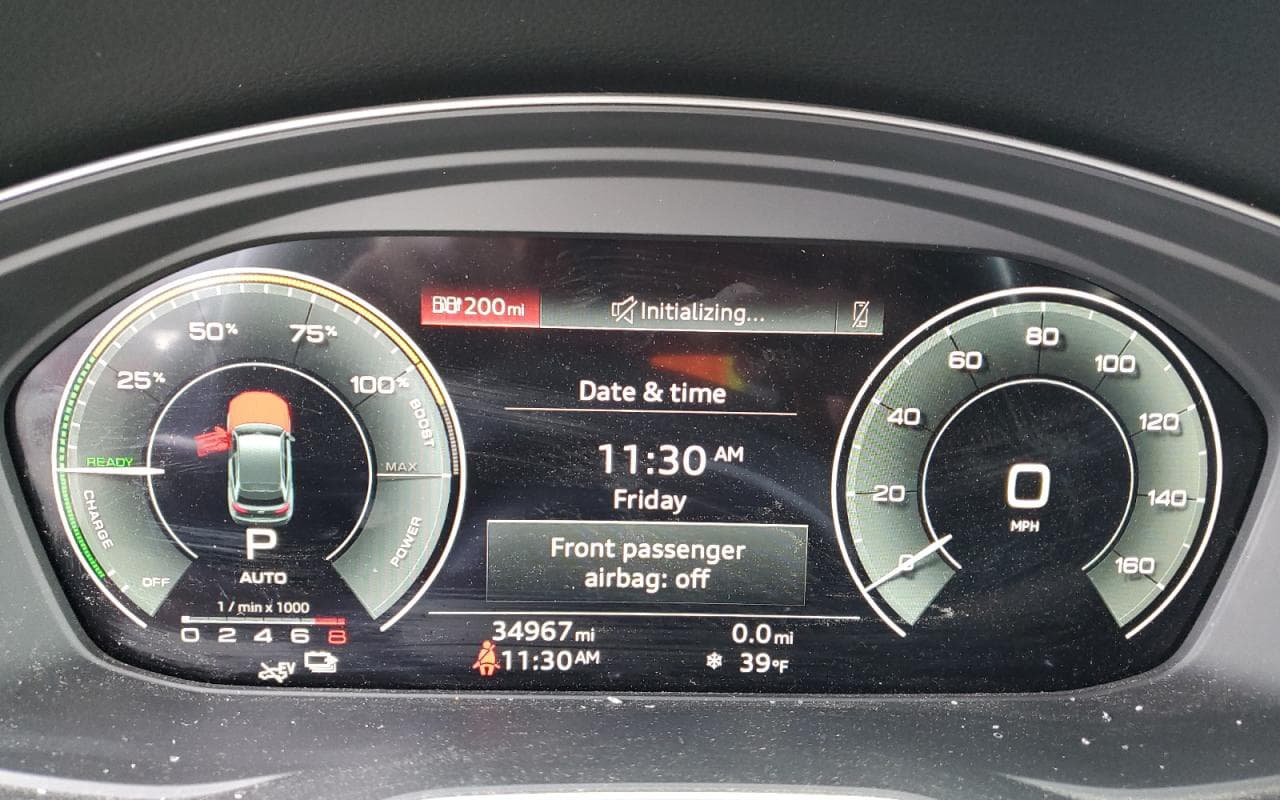 200mi
Initializing...
50%
75%
25%
100%
BOOST
READY
MAX
CHARGE
POWER
OFF
P
AUTO
1 / min x 1000
0 2 4 6 8
EV
Date & time
11:30 AM
Friday
Front passenger
airbag: off
34967mi
0.0mi
11:30AM
39°F
0
20
40
60
80
100
120
140
160
0
MPH